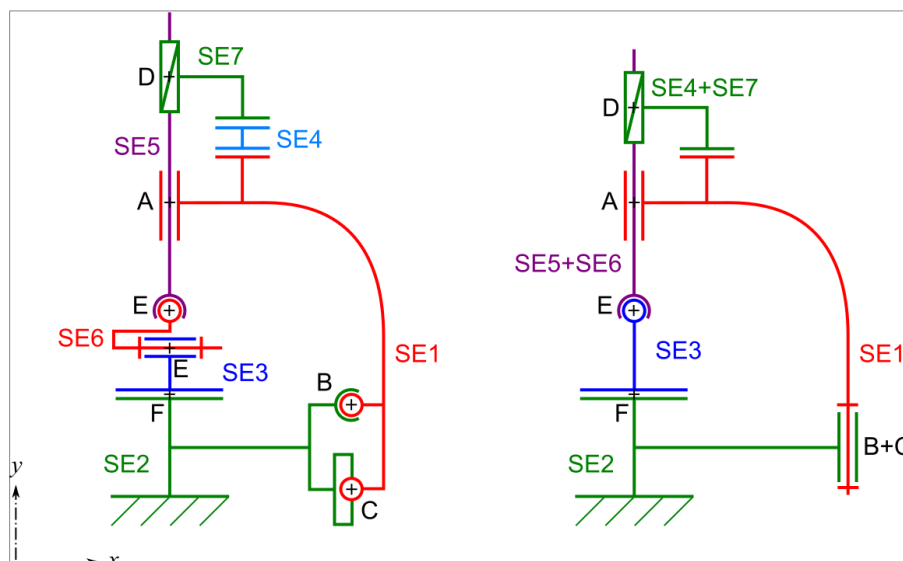 SE7
D
SE4
SE5
A
E
SE6
E
SE3
SE1
B
F
SE2
C
y
x
D
SE4+SE7
A
SE5+SE6
E
SE3
SE1
F
B+C
SE2